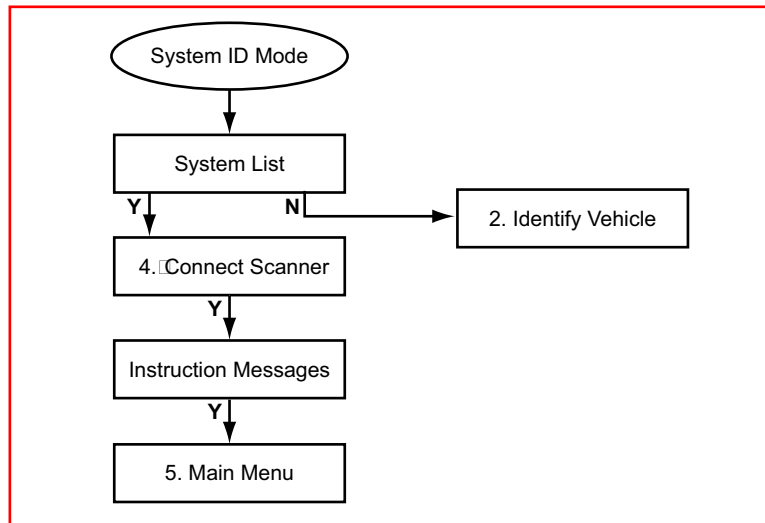 System ID Mode
System List
Y
N
2. Identify Vehicle
4. Connect Scanner
Y
Instruction Messages
Y
5. Main Menu